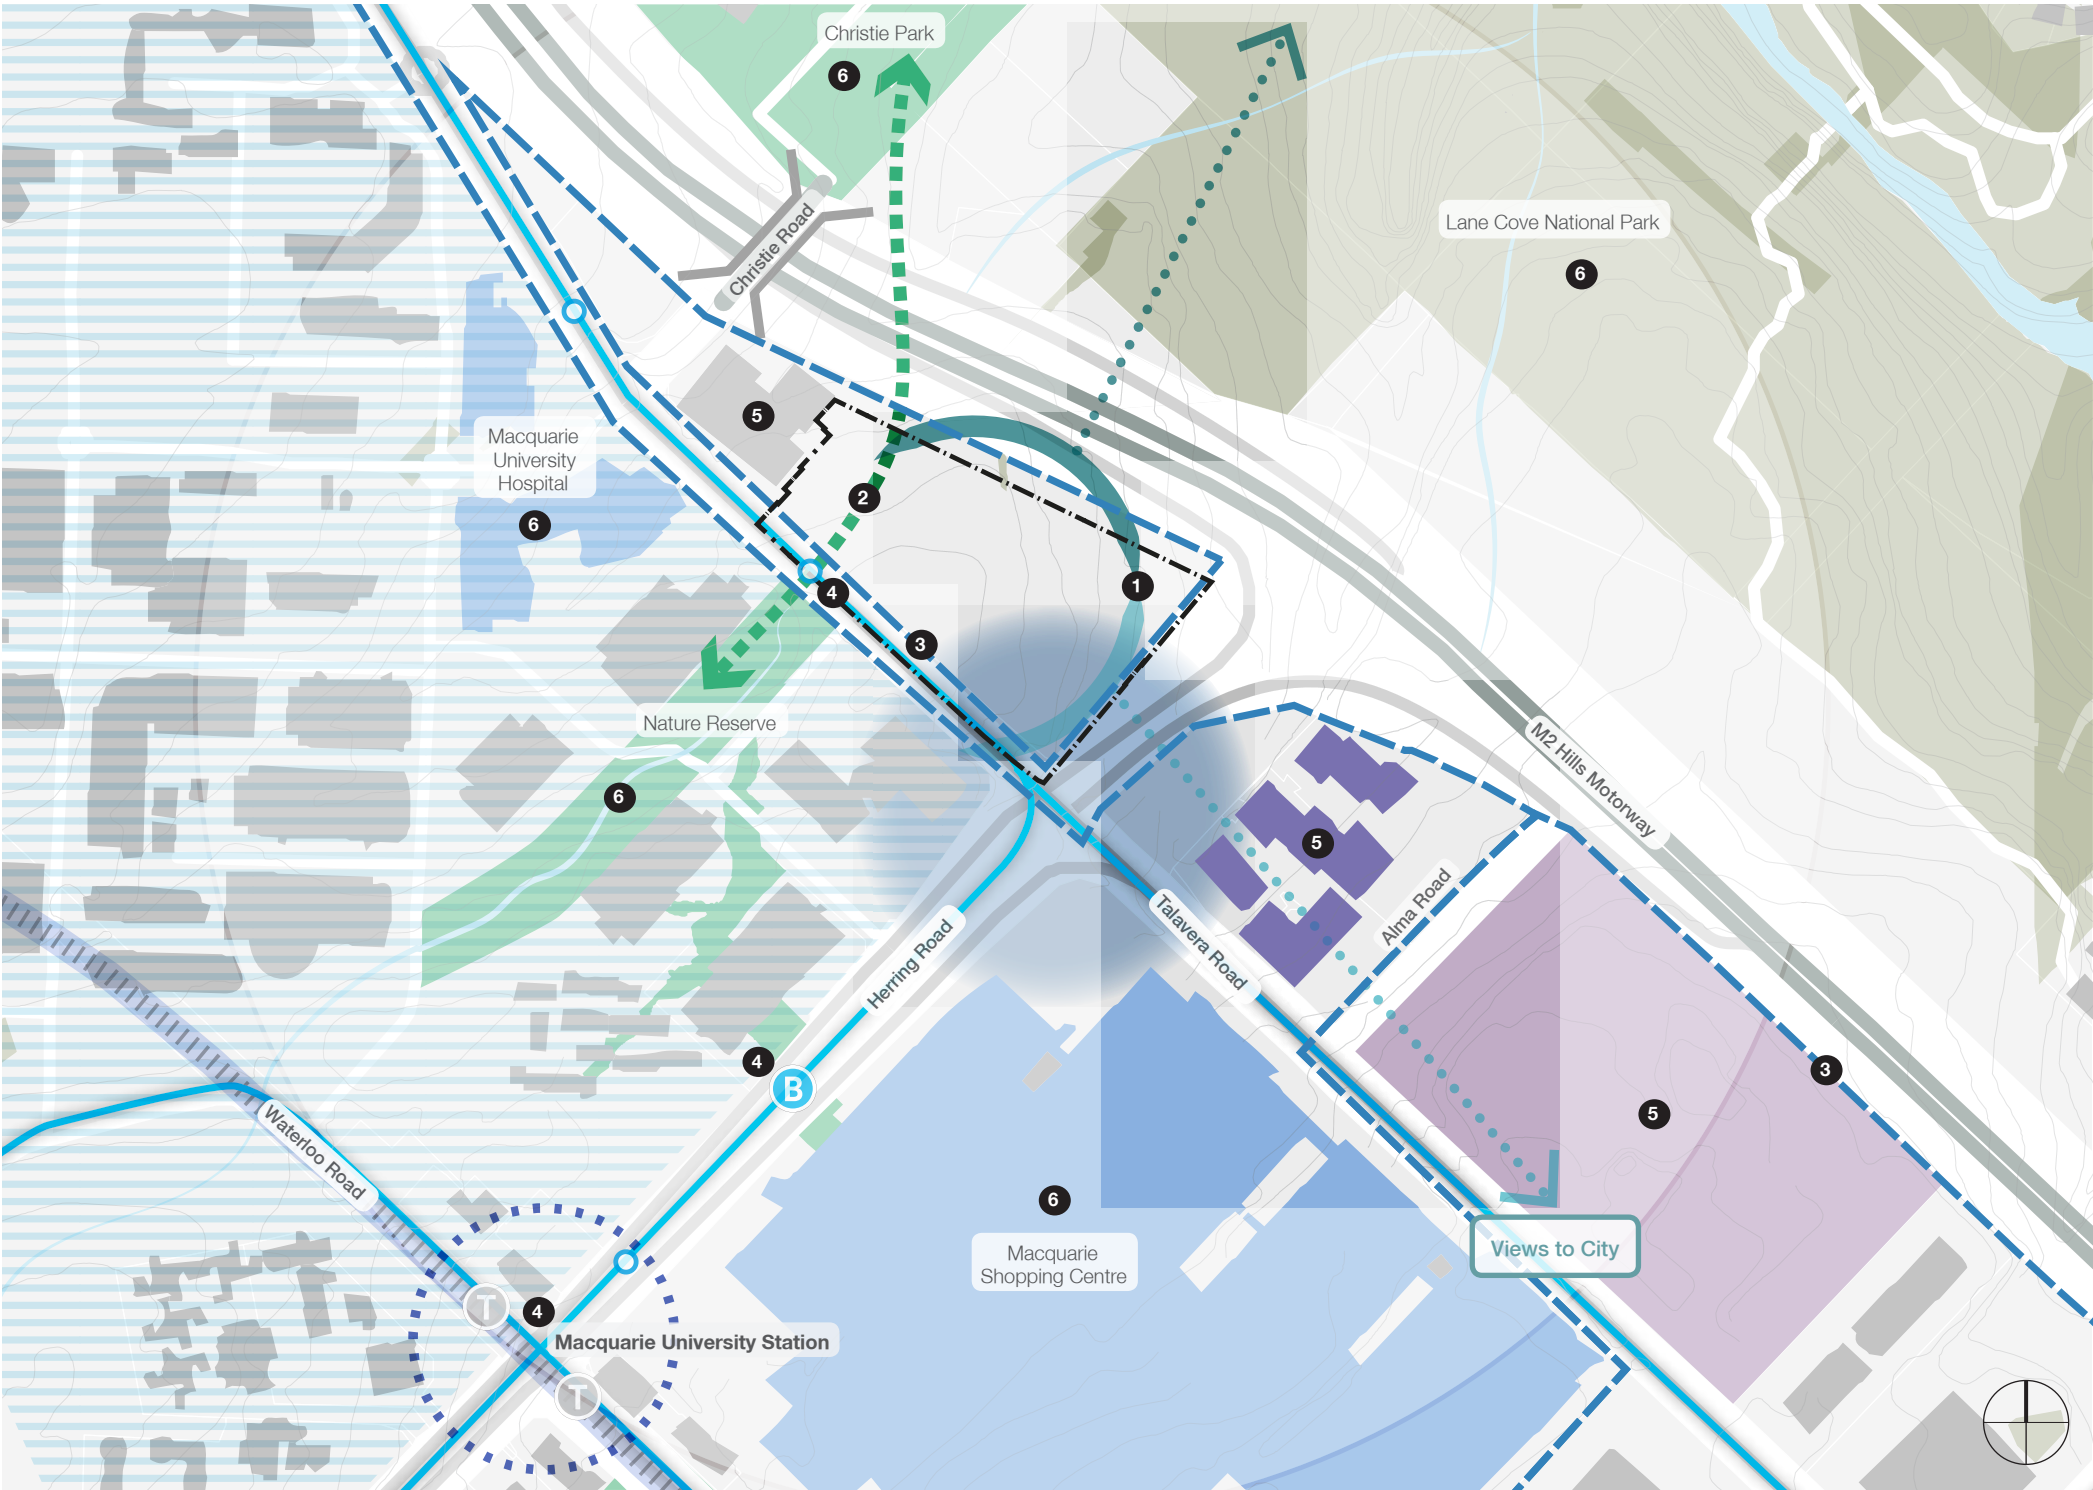 Christie Park
6
Christie Road
Lane Cove National Park
6
5
Macquarie
University
Hospital
6
2
4
1
3
Nature Reserve
6
M2 Hills Motorway
5
Alma Road
Talavera Road
Herring Road
4
B
3
5
Waterloo Road
6
Macquarie
Shopping Centre
Views to City
T
4
Macquarie University Station
T